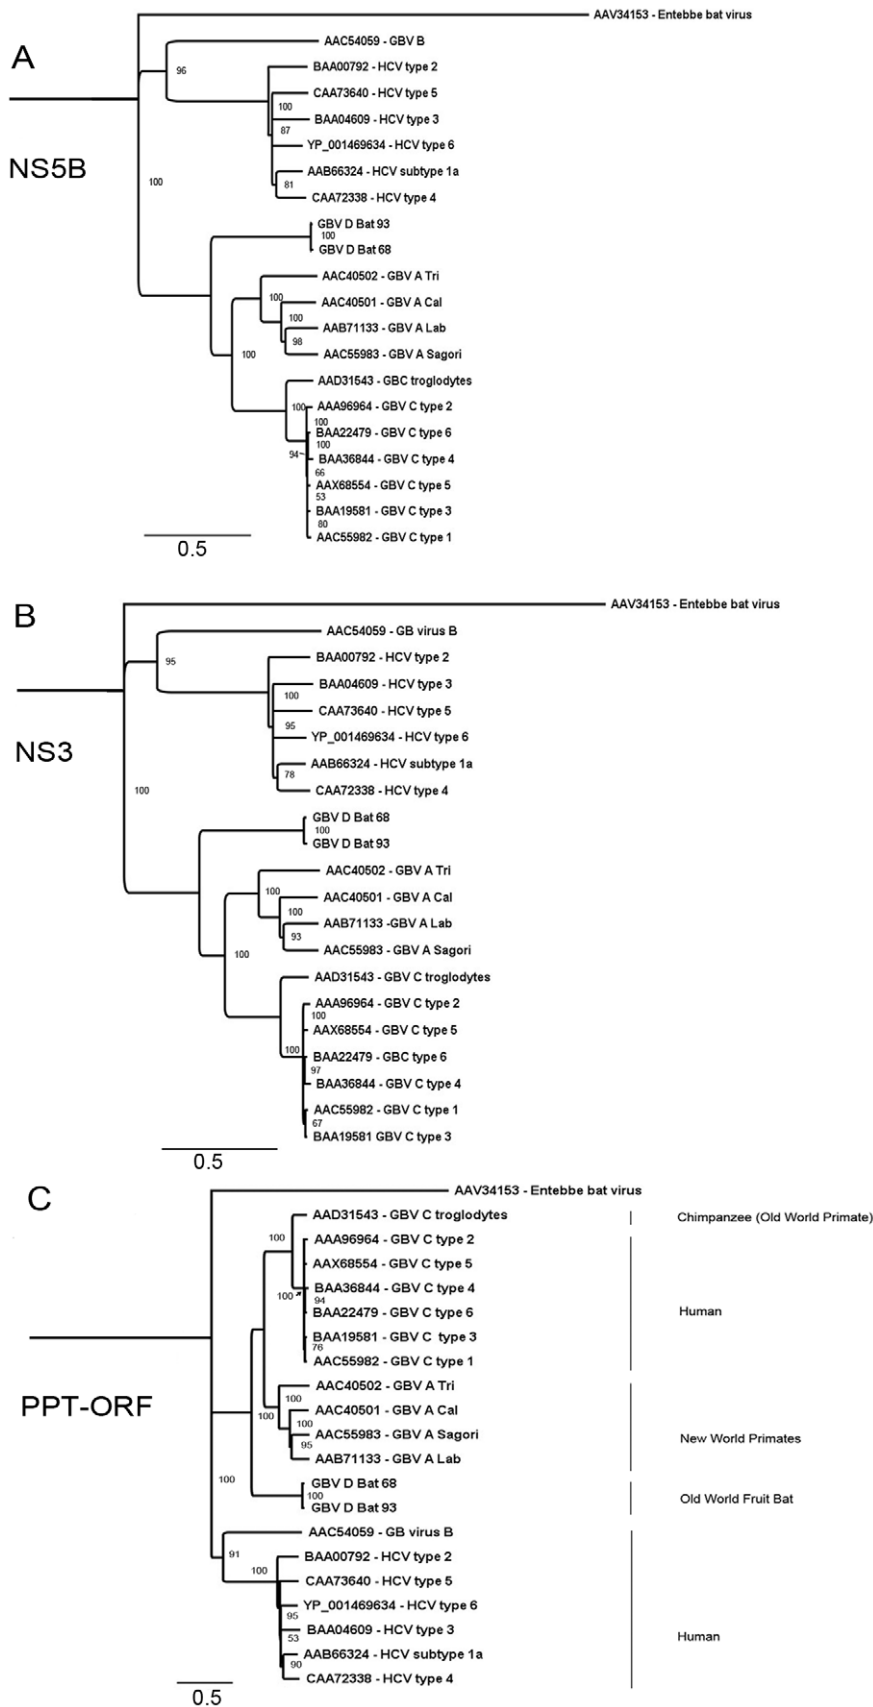 AAV34153 - Entebbe bat virus
A
AAC54059 - GBV B
96
BAA00792 - HCV type 2
CAA73640 - HCV type 5
100
BAA04609 - HCV type 3
87
YP_001469634 - HCV type 6
NS5B
AAB66324 - HCV subtype 1a
100
81
CAA72338 - HCV type 4
GBV D Bat 93
100
GBV D Bat 68
AAC40502 - GBV A Tri
100
AAC40501 - GBV A Cal
100
AAB71133 - GBV A Lab
98
100
AAC55983 - GBV A Sagori
AAD31543 - GBC troglodytes
100
AAA96964 - GBV C type 2
100
BAA22479 - GBV C type 6
100
94
BAA36844 - GBV C type 4
66
AAX68554 - GBV C type 5
53
BAA19581 - GBV C type 3
80
AAC55982 - GBV C type 1
0.5
B
AAV34153 - Entebbe bat virus
AAC54059 - GB virus B
95
BAA00792 - HCV type 2
BAA04609 - HCV type 3
100
CAA73640 - HCV type 5
95
YP_001469634 - HCV type 6
NS3
AAB66324 - HCV subtype 1a
78
100
CAA72338 - HCV type 4
GBV D Bat 68
100
GBV D Bat 93
AAC40502 - GBV A Tri
100
AAC40501 - GBV A Cal
100
AAB71133 -GBV A Lab
93
100
AAC55983 - GBV A Sagori
AAD31543 - GBV C troglodytes
AAA96964 - GBV C type 2
100
AAX68554 - GBV C type 5
100
BAA22479 - GBC type 6
97
BAA36844 - GBV C type 4
AAC55982 - GBV C type 1
67
BAA19581 GBV C type 3
0.5
C
AAV34153 - Entebbe bat virus
AAD31543 - GBV C troglodytes
Chimpanzee (Old World Primate)
100
AAA96964 - GBV C type 2
AAX68554 - GBV C type 5
BAA36844 - GBV C type 4
100
94
BAA22479 - GBV C type 6
Human
BAA19581 - GBV C type 3
76
AAC55982 - GBV C type 1
AAC40502 - GBV A Tri
100
AAC40501 - GBV A Cal
PPT-ORF
100
100
AAC55983 - GBV A Sagori
New World Primates
95
AAB71133 - GBV A Lab
100
GBV D Bat 68
100
Old World Fruit Bat
GBV D Bat 93
AAC54059 - GB virus B
91
BAA00792 - HCV type 2
100
CAA73640 - HCV type 5
YP_001469634 - HCV type 6
95
BAA04609 - HCV type 3
53
Human
AAB66324 - HCV subtype 1a
90
CAA72338 - HCV type 4
0.5